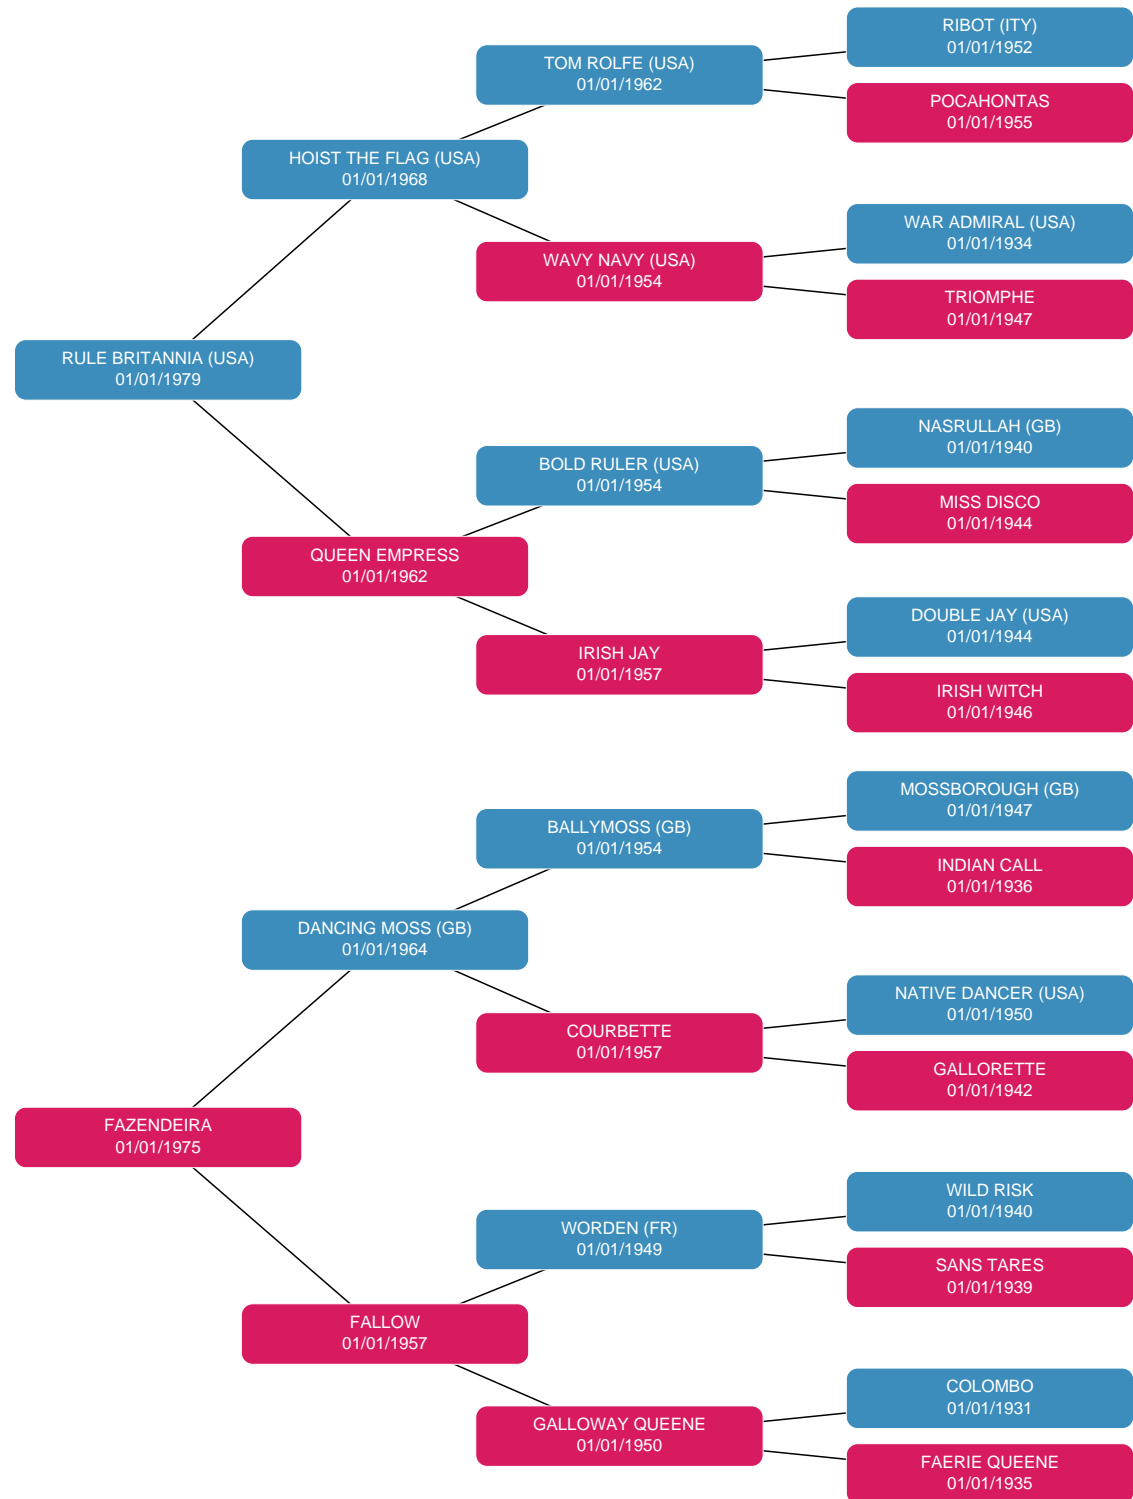 RIBOT (ITY)
01/01/1952
TOM ROLFE (USA)
01/01/1962
POCAHONTAS
01/01/1955
HOIST THE FLAG (USA)
01/01/1968
WAR ADMIRAL (USA)
01/01/1934
WAVY NAVY (USA)
01/01/1954
TRIOMPHE
01/01/1947
RULE BRITANNIA (USA)
01/01/1979
NASRULLAH (GB)
01/01/1940
BOLD RULER (USA)
01/01/1954
MISS DISCO
01/01/1944
QUEEN EMPRESS
01/01/1962
DOUBLE JAY (USA)
01/01/1944
IRISH JAY
01/01/1957
IRISH WITCH
01/01/1946
MOSSBOROUGH (GB)
01/01/1947
BALLYMOSS (GB)
01/01/1954
INDIAN CALL
01/01/1936
DANCING MOSS (GB)
01/01/1964
NATIVE DANCER (USA)
01/01/1950
COURBETTE
01/01/1957
GALLORETTE
01/01/1942
FAZENDEIRA
01/01/1975
WILD RISK
01/01/1940
WORDEN (FR)
01/01/1949
SANS TARES
01/01/1939
FALLOW
01/01/1957
COLOMBO
01/01/1931
GALLOWAY QUEENE
01/01/1950
FAERIE QUEENE
01/01/1935